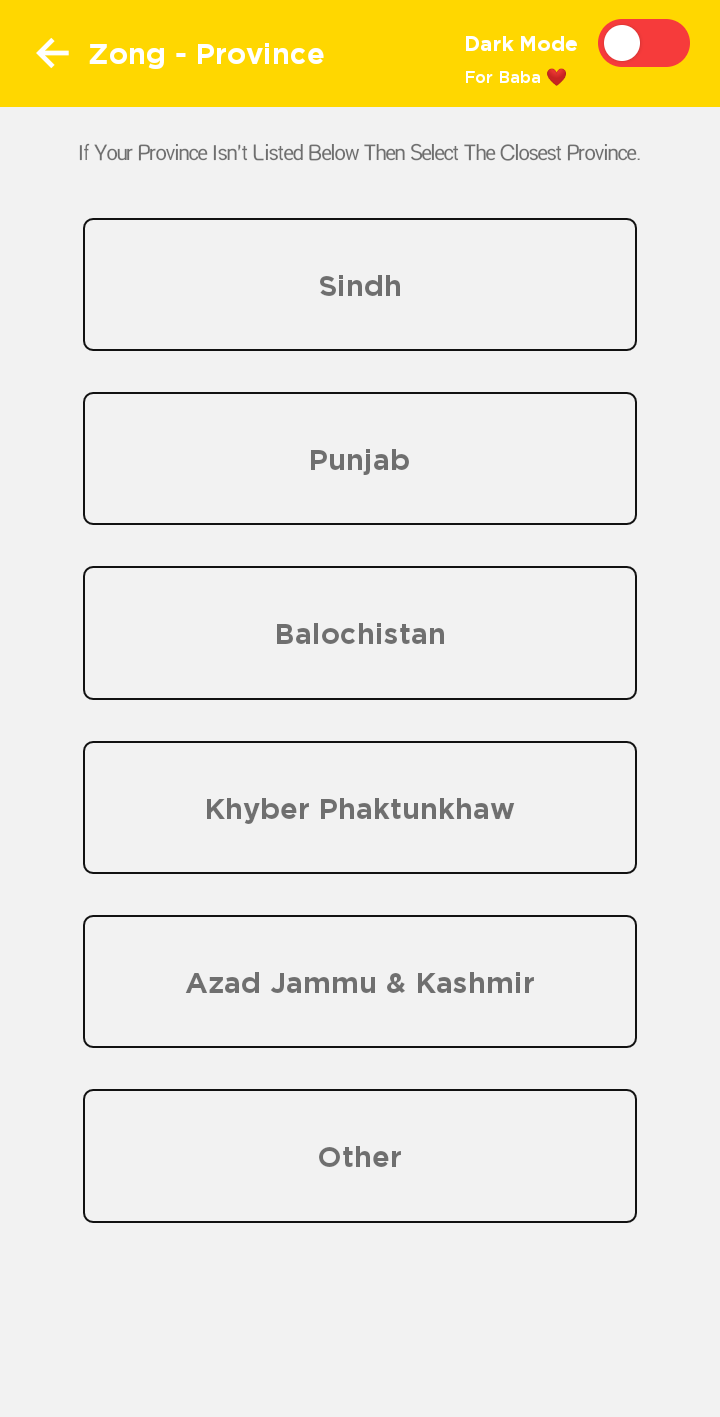 Zong - Province
Dark Mode
For Baba ❤️
If Your Province Isn't Listed Below Then Select The Closest Province.
Sindh
Punjab
Balochistan
Khyber Phaktunkhaw
Azad Jammu & Kashmir
Other